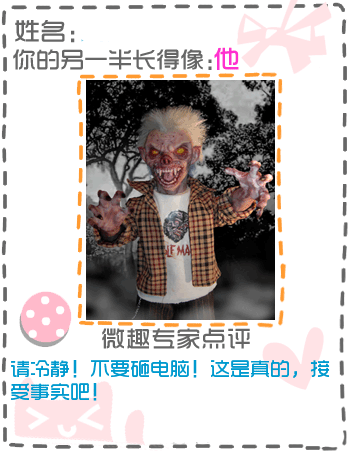 姓名：
你的另一半长得像：他
微趣专家点评
请冷静！不要砸电脑！这是真的，接
受事实吧！